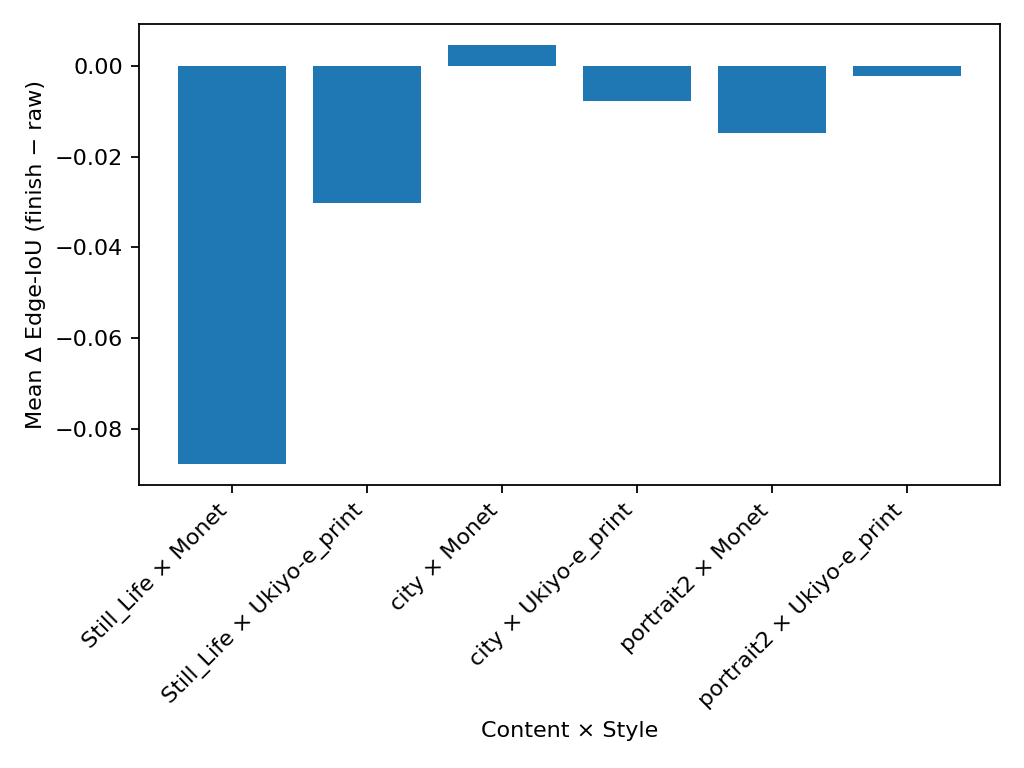 Mean Δ Edge-IoU (finish − raw)
0.00
−0.02
−0.04
−0.06
−0.08
Still_Life × Monet
Still_Life × Ukiyo-e_print
city × Monet
city × Ukiyo-e_print
portrait2 × Monet
portrait2 × Ukiyo-e_print
Content × Style